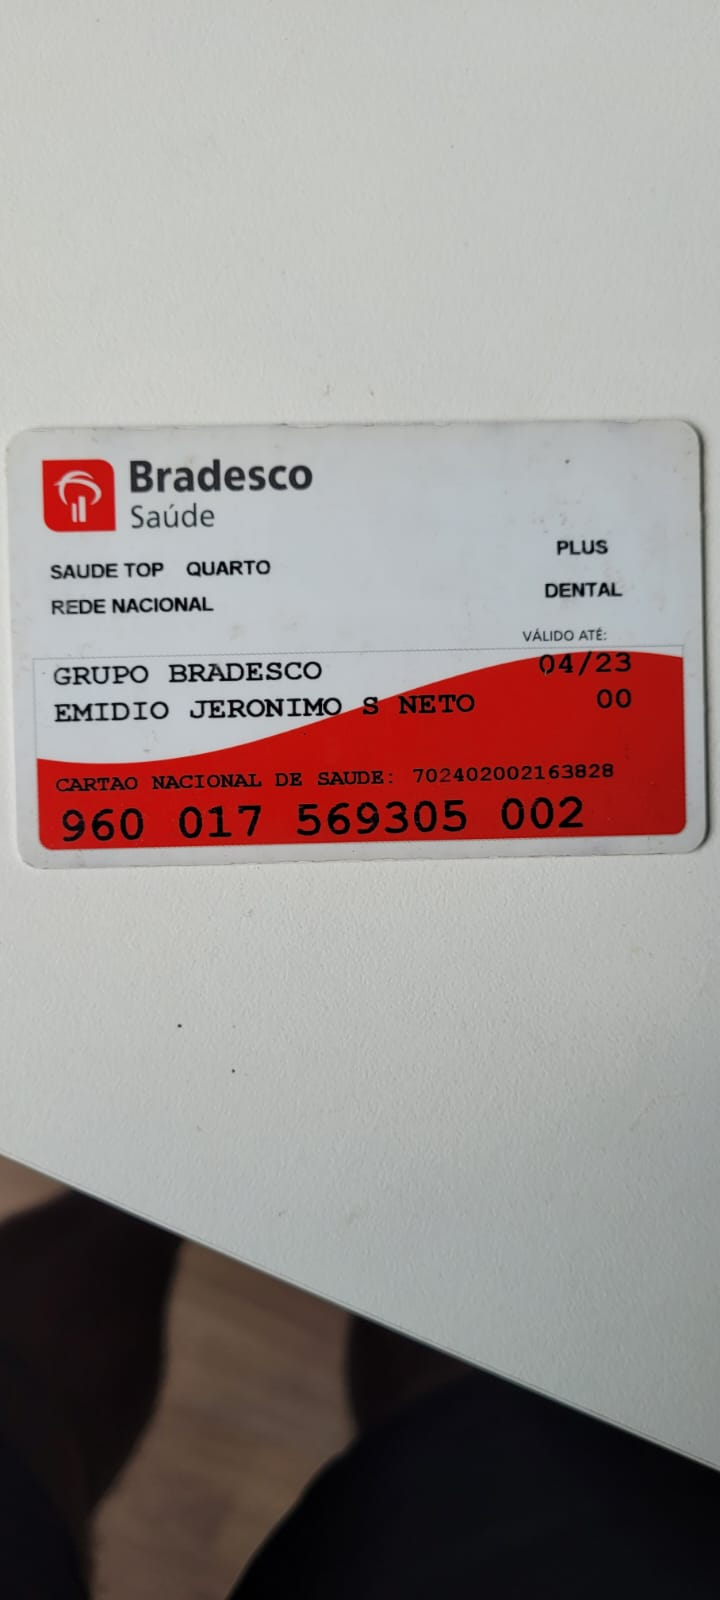 Bradesco
Saúde
SAUDE TOP QUARTO
PLUS
REDE NACIONAL
DENTAL
VÁLIDO ATÉ:
GRUPO BRADESCO 04/23
EMIDIO JERONIMO S NETO 00
CARTAO NACIONAL DE SAUDE: 702402002163828
960 017 569305 002